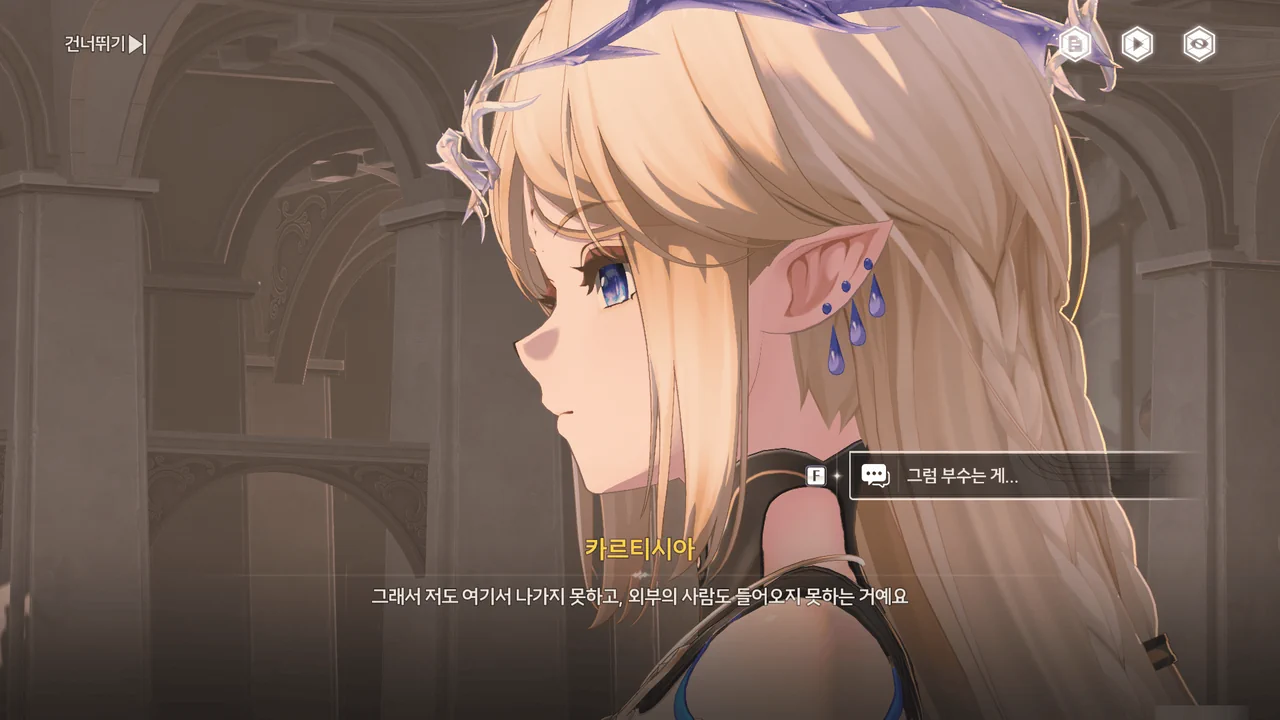 건너뛰기
F 그럼 부수는 게...
카르티시아
그래서 저도 여기서 나가지 못하고, 외부의 사람도 들어오지 못하는 거예요